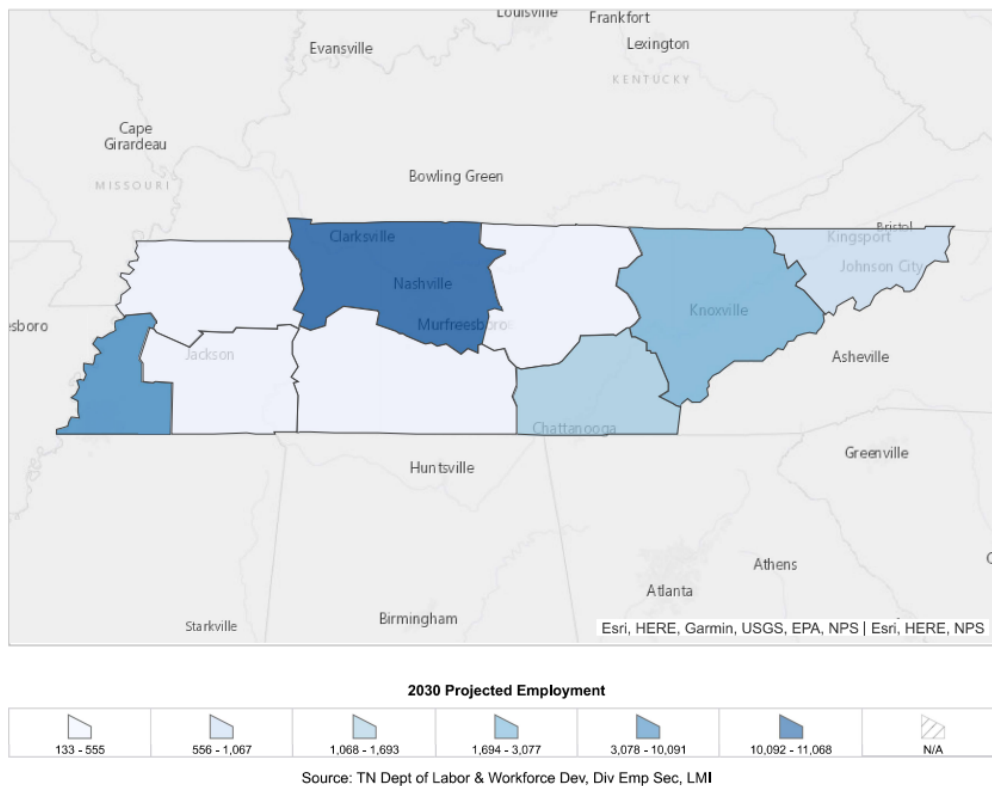 Louisville
Frankfort
Evansville
Lexington
KENTUCKY
Cape
Girardeau
MISSOURI
Bowling Green
Bristol
Clarksville
Kingsport
Johnson City
Nashville
Knoxville
esboro
Murfreesboro
Jackson
Asheville
Chattanooga
Huntsville
Greenville
Athens
Atlanta
Birmingham
Starkville
Esri, HERE, Garmin, USGS, EPA, NPS | Esri, HERE, NPS
2030 Projected Employment
133 - 555
556 - 1,067
1,068 - 1,693
1,694 - 3,077
3,078 - 10,091
10,092 - 11,068
N/A
Source: TN Dept of Labor & Workforce Dev, Div Emp Sec, LMI